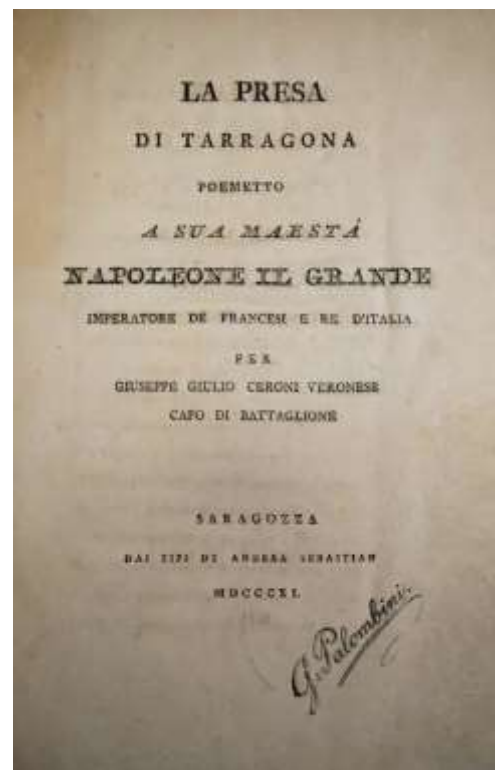 LA PRESA
DI TARRAGONA
POEMETTO
A SUA MAESTÀ
NAPOLEONE IL GRANDE
IMPERATORE DE FRANCESI E RE D'ITALIA
PER
GIUSEPPE GIULIO CERONI VERONESE
CAPO DI BATTAGLIONE
SARAGOZZA
DAI TIPI DI ANDREA SEBASTIAN
MDCCCXI.
G. Palombini.